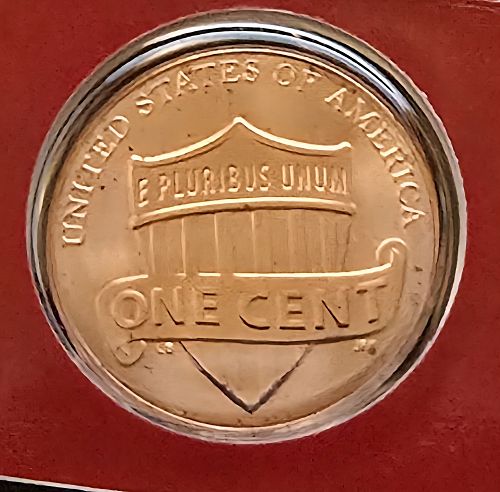 UNITED STATES OF AMERICA
E PLURIBUS UNUM
ONE CENT